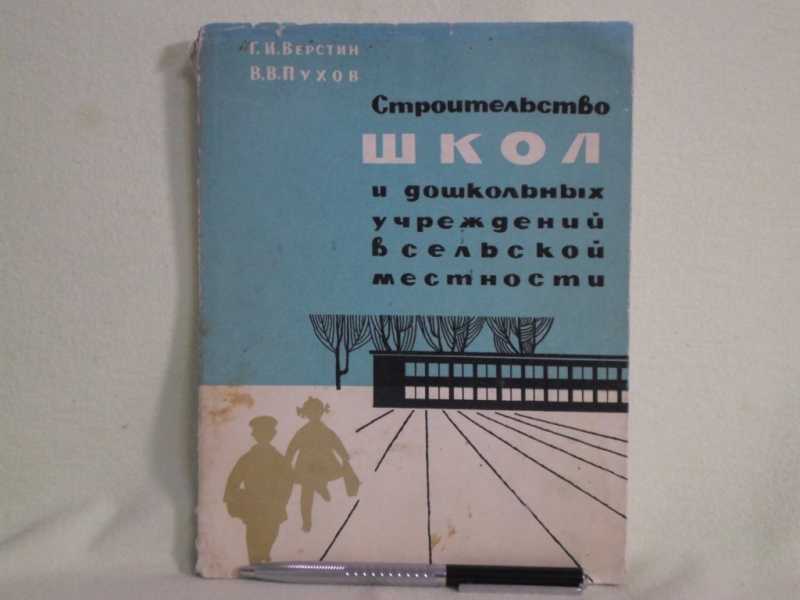 Г. И. ВЕРСТИН
В. В. ПУХОВ
Строительство
ШКОЛ
и дошкольных
учреждений
в сельской
местности